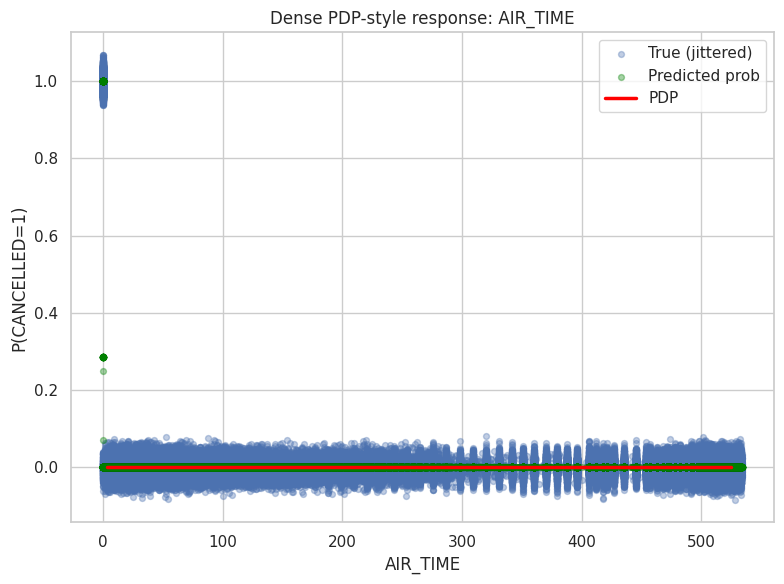 Dense PDP-style response: AIR_TIME
True (jittered)
Predicted prob
PDP
P(CANCELLED=1)
1.0
0.8
0.6
0.4
0.2
0.0
0 100 200 300 400 500
AIR_TIME